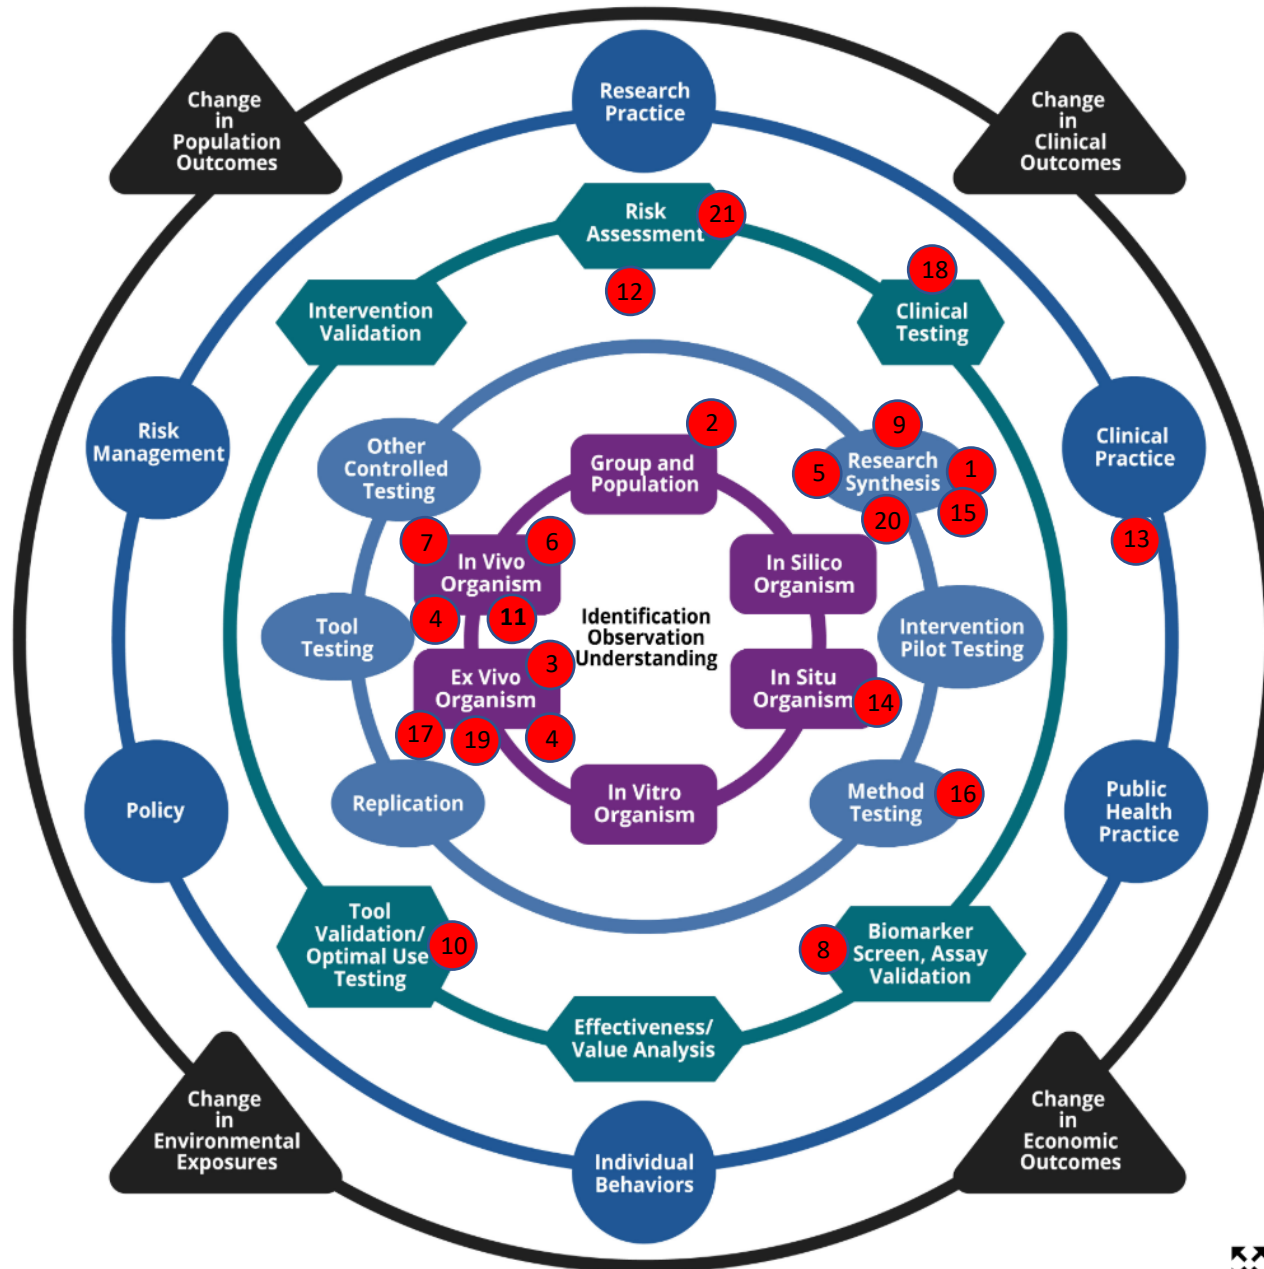 Change
in
Population
Outcomes
Research
Practice
Change
in
Clinical
Outcomes
Risk
Assessment
21
12
18
Intervention
Validation
Clinical
Testing
Risk
Management
Clinical
Practice
13
Other
Controlled
Testing
2
Group and
Population
9
5
Research
Synthesis
1
20
15
7
6
In Vivo
Organism
4
11
In Silico
Organism
Identification
Observation
Understanding
Tool
Testing
Intervention
Pilot Testing
3
Ex Vivo
Organism
17
19
4
In Situ
Organism
14
Replication
In Vitro
Organism
Method
Testing
16
Policy
Public
Health
Practice
Tool
Validation/
Optimal Use
Testing
10
8
Biomarker
Screen, Assay
Validation
Effectiveness/
Value Analysis
Change
in
Environmental
Exposures
Individual
Behaviors
Change
in
Economic
Outcomes